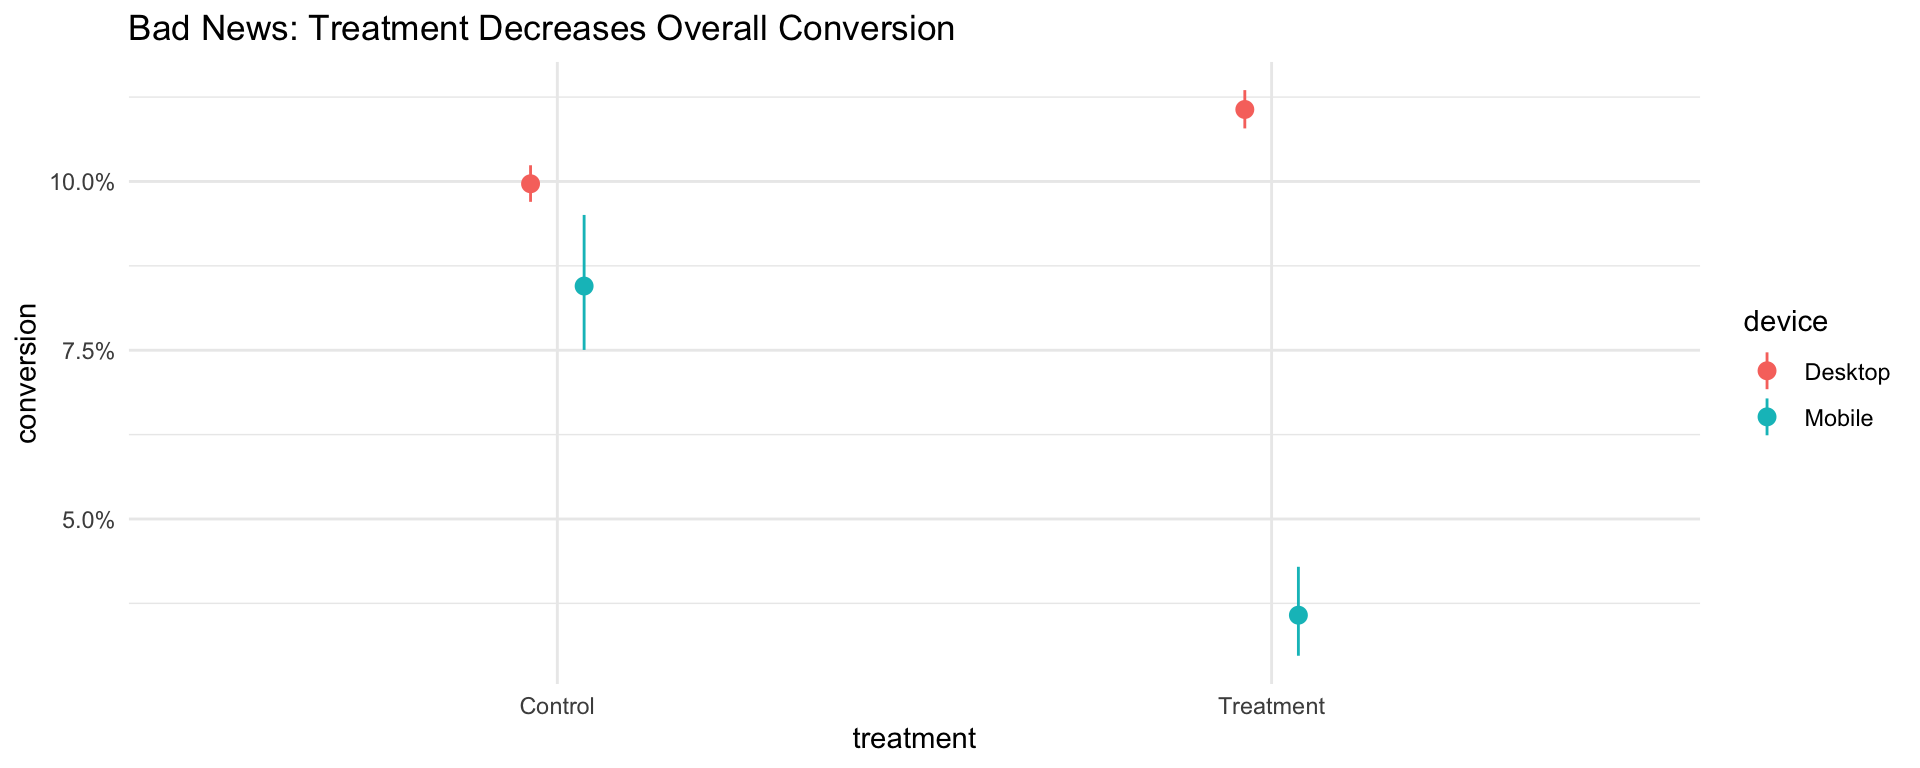 Bad News: Treatment Decreases Overall Conversion
conversion
10.0%
7.5%
5.0%
Control
Treatment
treatment
device
Desktop
Mobile